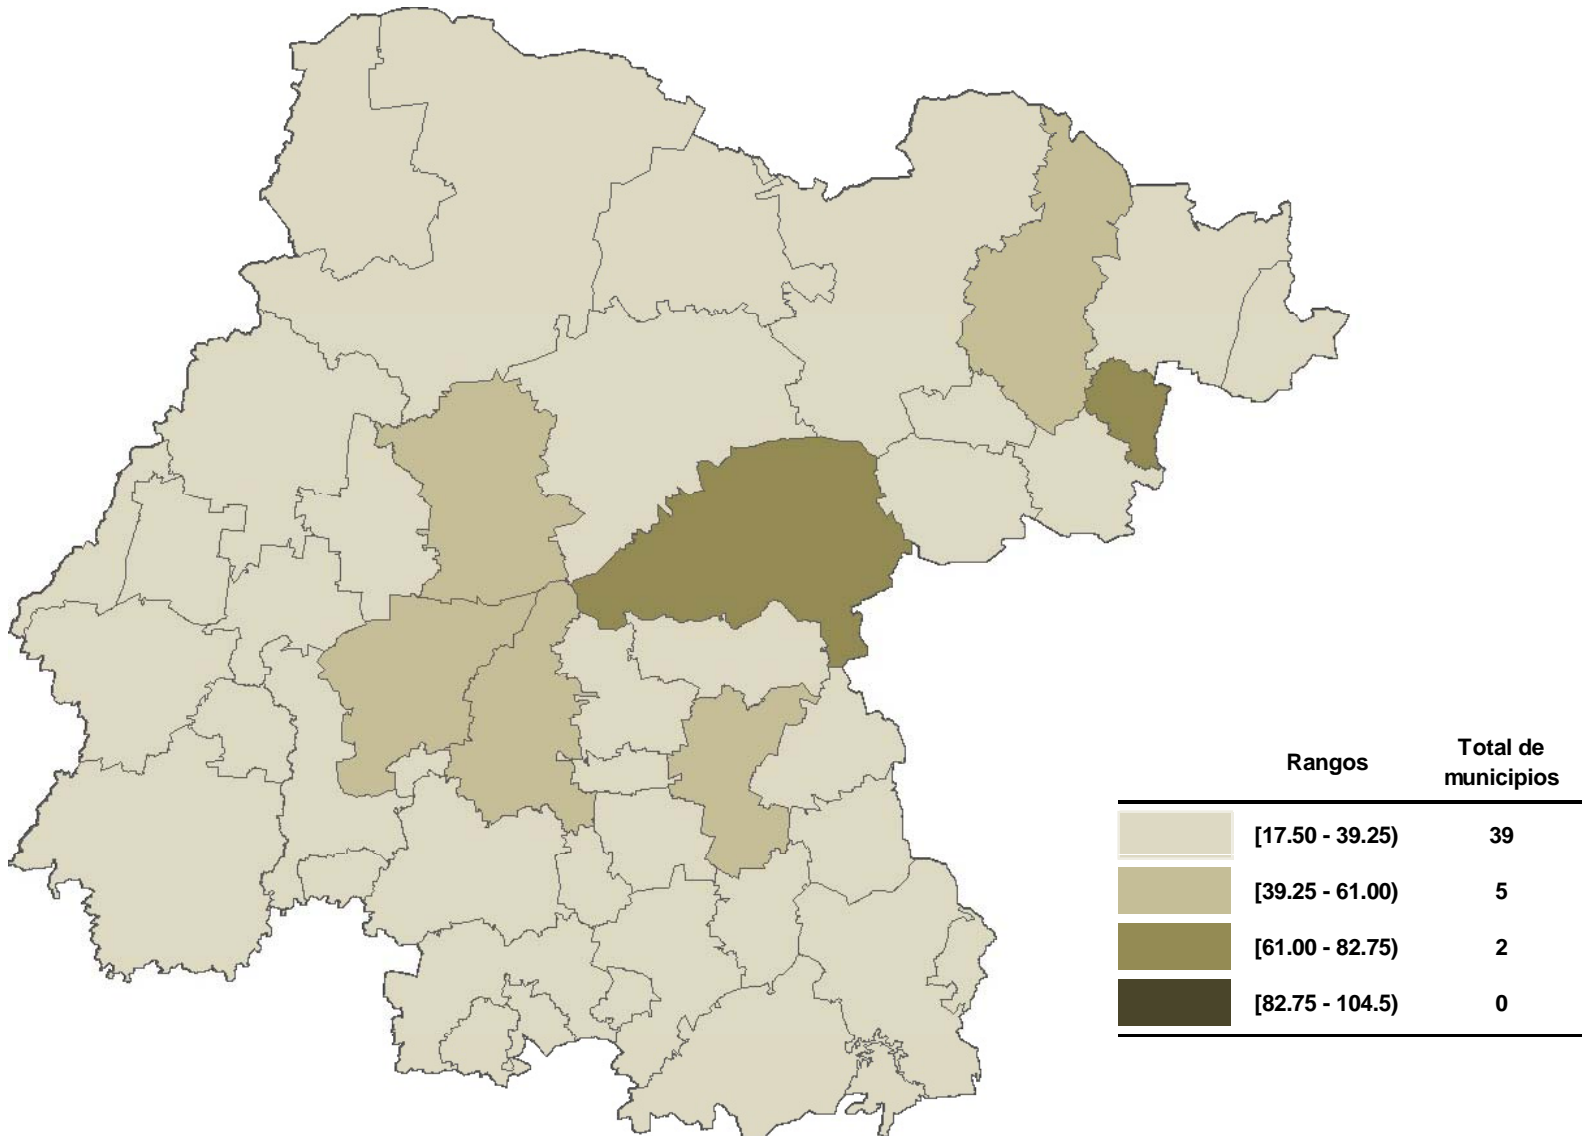 Rangos Total de
municipios
[17.50 - 39.25) 39
[39.25 - 61.00) 5
[61.00 - 82.75) 2
[82.75 - 104.5) 0